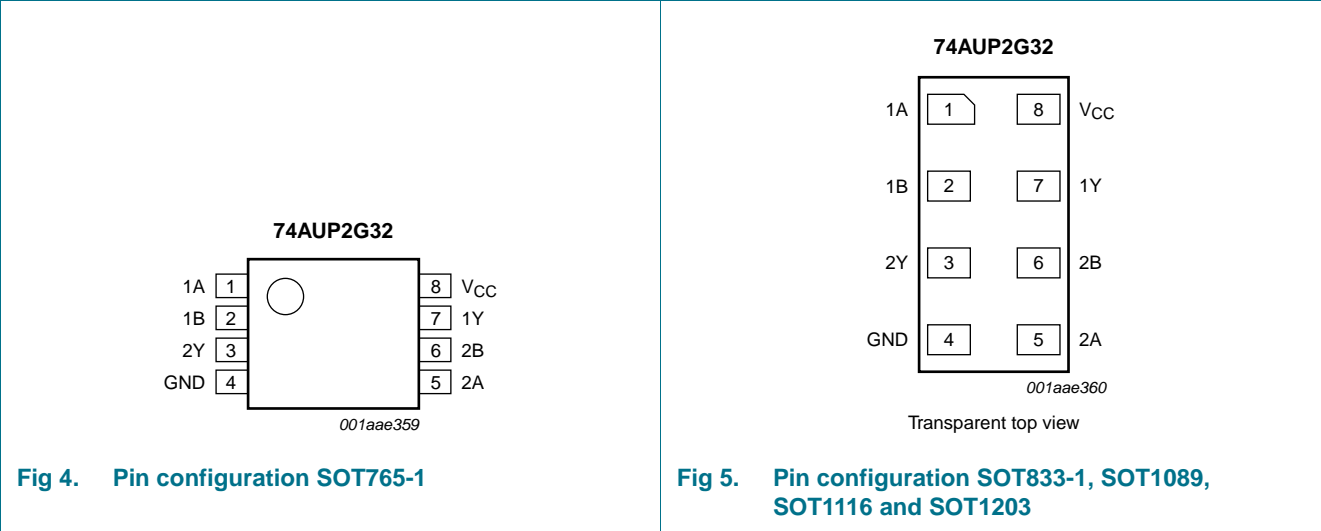 74AUP2G32
1A 1 8 VCC
1B 2 7 1Y
2Y 3 6 2B
GND 4 5 2A
001aae359
Fig 4. Pin configuration SOT765-1
74AUP2G32
1A 1 8 VCC
1B 2 7 1Y
2Y 3 6 2B
GND 4 5 2A
001aae360
Transparent top view
Fig 5. Pin configuration SOT833-1, SOT1089,
SOT1116 and SOT1203